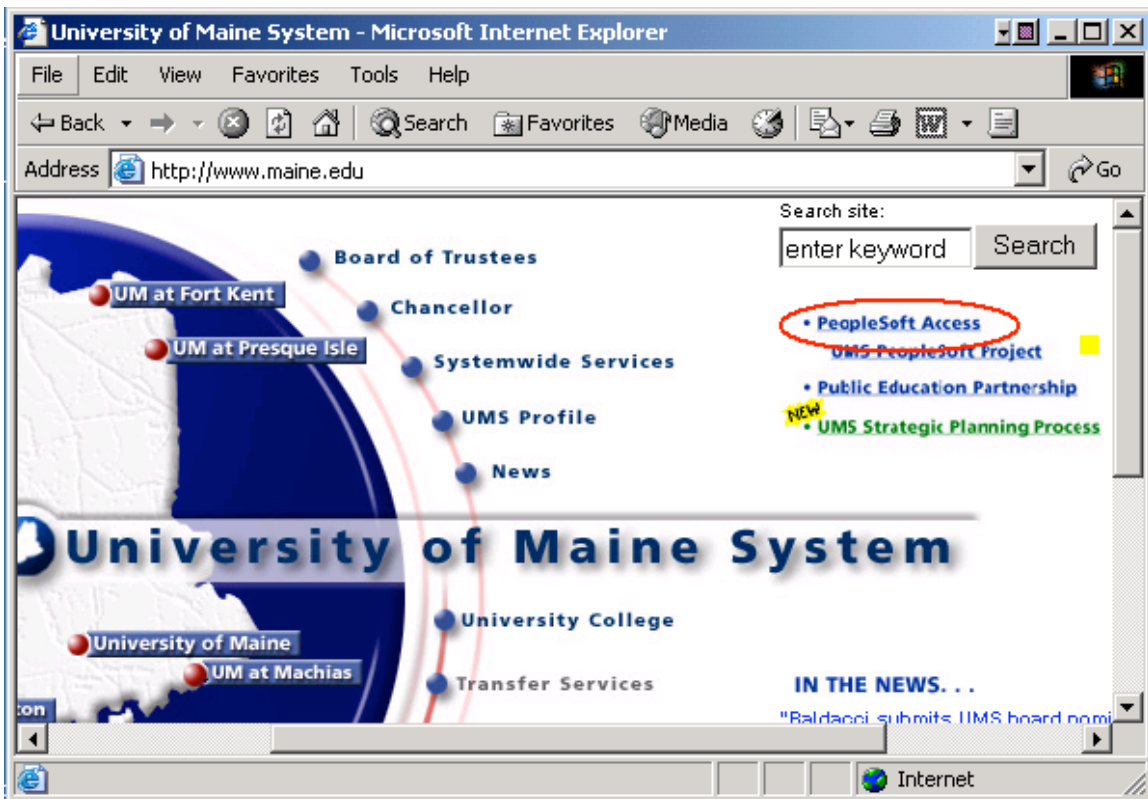 University of Maine System - Microsoft Internet Explorer
File Edit View Favorites Tools Help
Back Search Favorites Media
Address http://www.maine.edu Go
Search site:
enter keyword Search
Board of Trustees
UM at Fort Kent
Chancellor
• PeopleSoft Access
UM at Presque Isle
UMS PeopleSoft Project
Systemwide Services
• Public Education Partnership
UMS Profile
NEW
• UMS Strategic Planning Process
News
University of Maine System
University College
University of Maine
UM at Machias
Transfer Services
IN THE NEWS. . .
ton
"Baldacci submits UMS board nomi
Internet